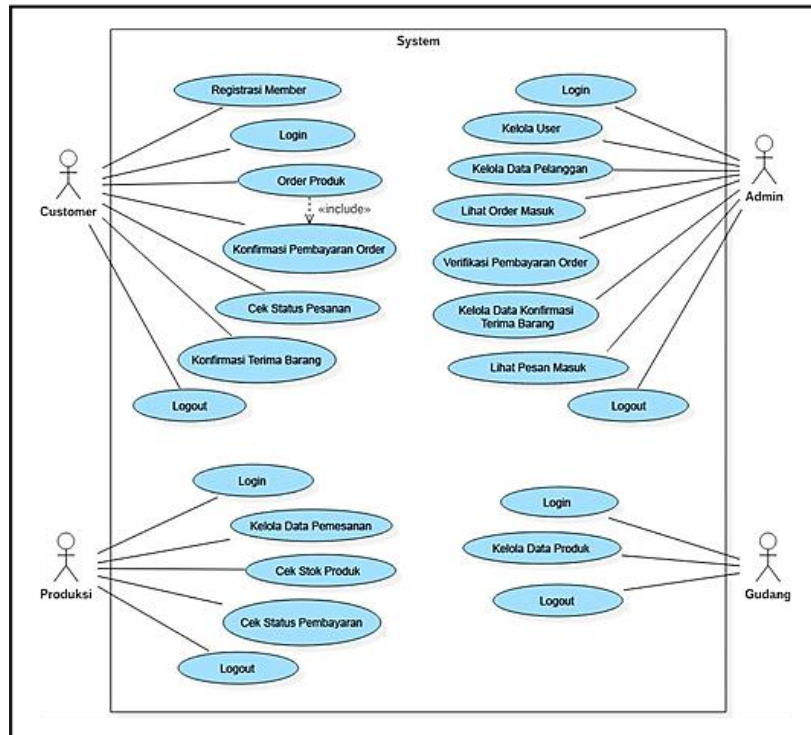 System
Registrasi Member
Login
Order Produk
«include»
Konfirmasi Pembayaran Order
Cek Status Pesanan
Konfirmasi Terima Barang
Logout
Customer
Login
Kelola User
Kelola Data Pelanggan
Lihat Order Masuk
Verifikasi Pembayaran Order
Kelola Data Konfirmasi
Terima Barang
Lihat Pesan Masuk
Logout
Admin
Login
Kelola Data Pemesanan
Cek Stok Produk
Cek Status Pembayaran
Logout
Produksi
Login
Kelola Data Produk
Logout
Gudang